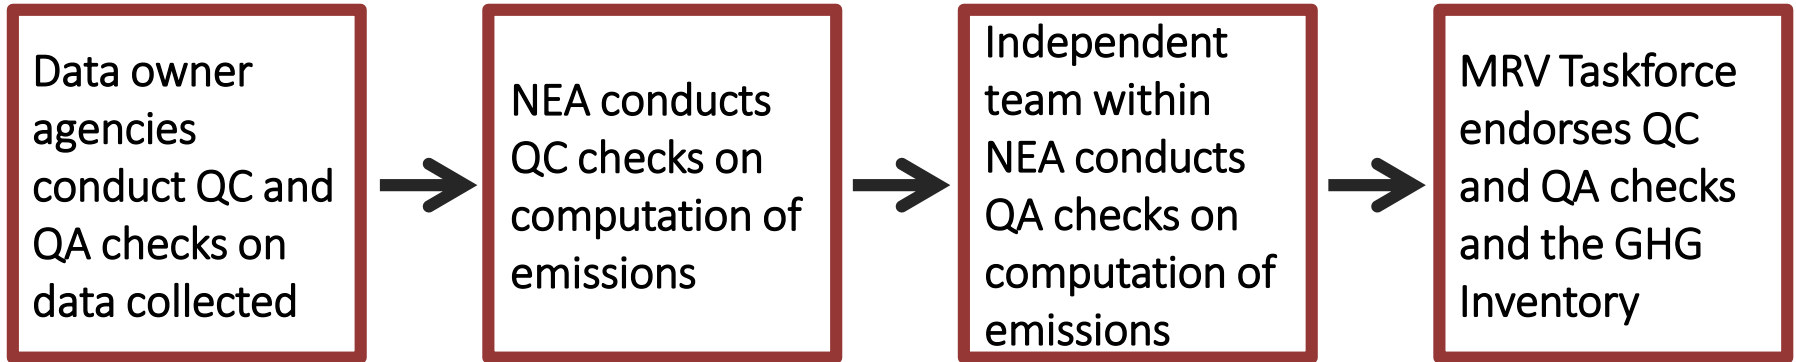 Data owner
agencies
conduct QC and
QA checks on
data collected
NEA conducts
QC checks on
computation of
emissions
Independent
team within
NEA conducts
QA checks on
computation of
emissions
MRV Taskforce
endorses QC
and QA checks
and the GHG
Inventory